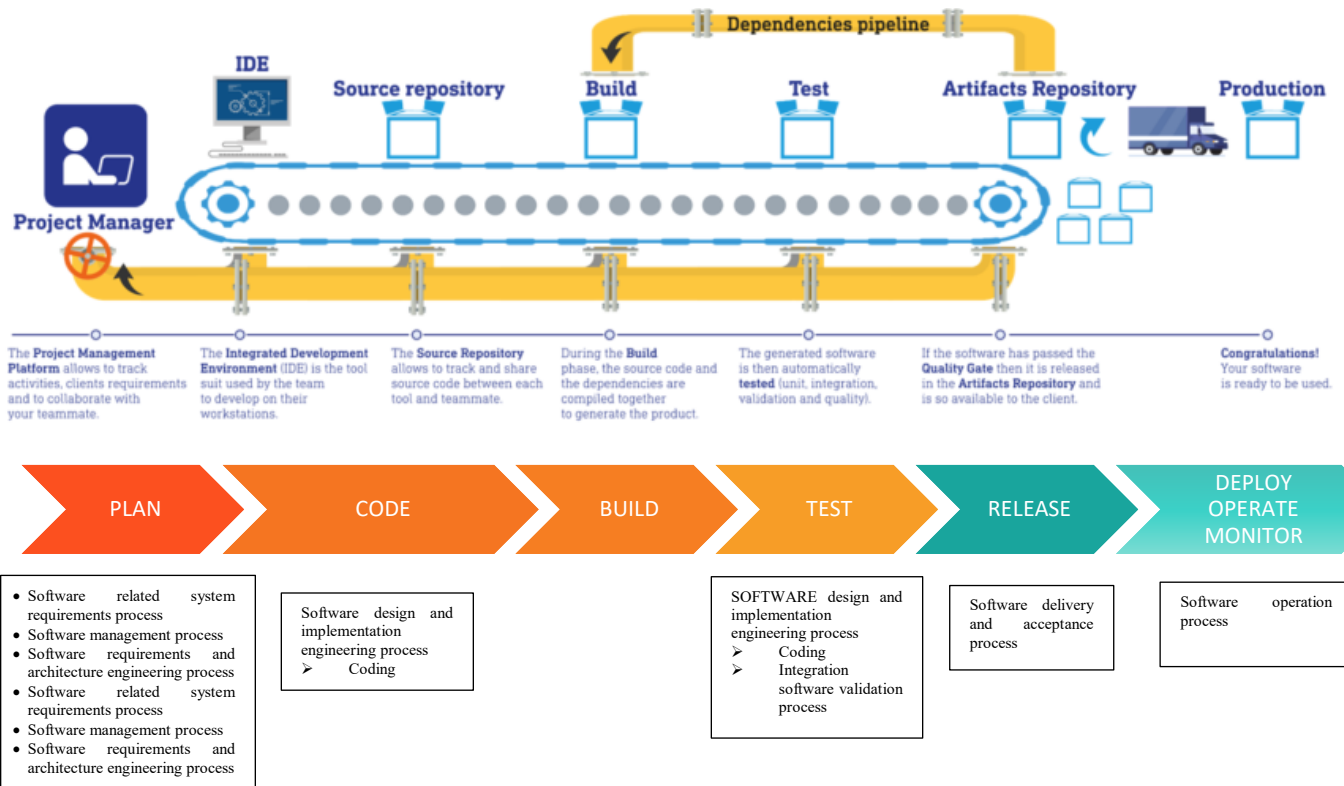 Dependencies pipeline
IDE
Source repository
Build
Test
Artifacts Repository
Production
Project Manager
The Project Management
Platform allows to track
activities, clients requirements
and to collaborate with
your teammate.
The Integrated Development
Environment (IDE) is the tool
suit used by the team
to develop on their
workstations.
The Source Repository
allows to track and share
source code between each
tool and teammate.
During the Build
phase, the source code and
the dependencies are
compiled together
to generate the product.
The generated software
is then automatically
tested (unit, integration,
validation and quality).
If the software has passed the
Quality Gate then it is released
in the Artifacts Repository and
is so available to the client.
Congratulations!
Your software
is ready to be used.
PLAN
CODE
BUILD
TEST
RELEASE
DEPLOY
OPERATE
MONITOR
• Software related system
requirements process
• Software management process
• Software requirements and
architecture engineering process
• Software related system
requirements process
• Software management process
• Software requirements and
architecture engineering process
Software design and
implementation
engineering process
➢ Coding
SOFTWARE design and
implementation
engineering process
➢ Coding
➢ Integration
software validation
process
Software delivery
and acceptance
process
Software operation
process